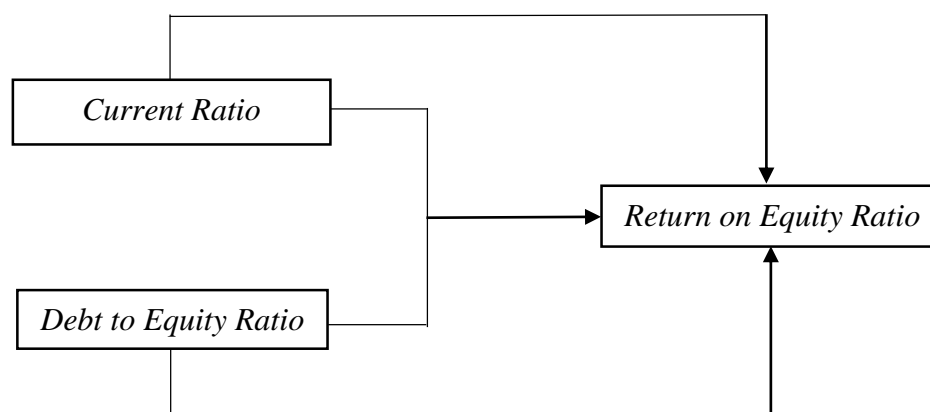 Current Ratio
Return on Equity Ratio
Debt to Equity Ratio